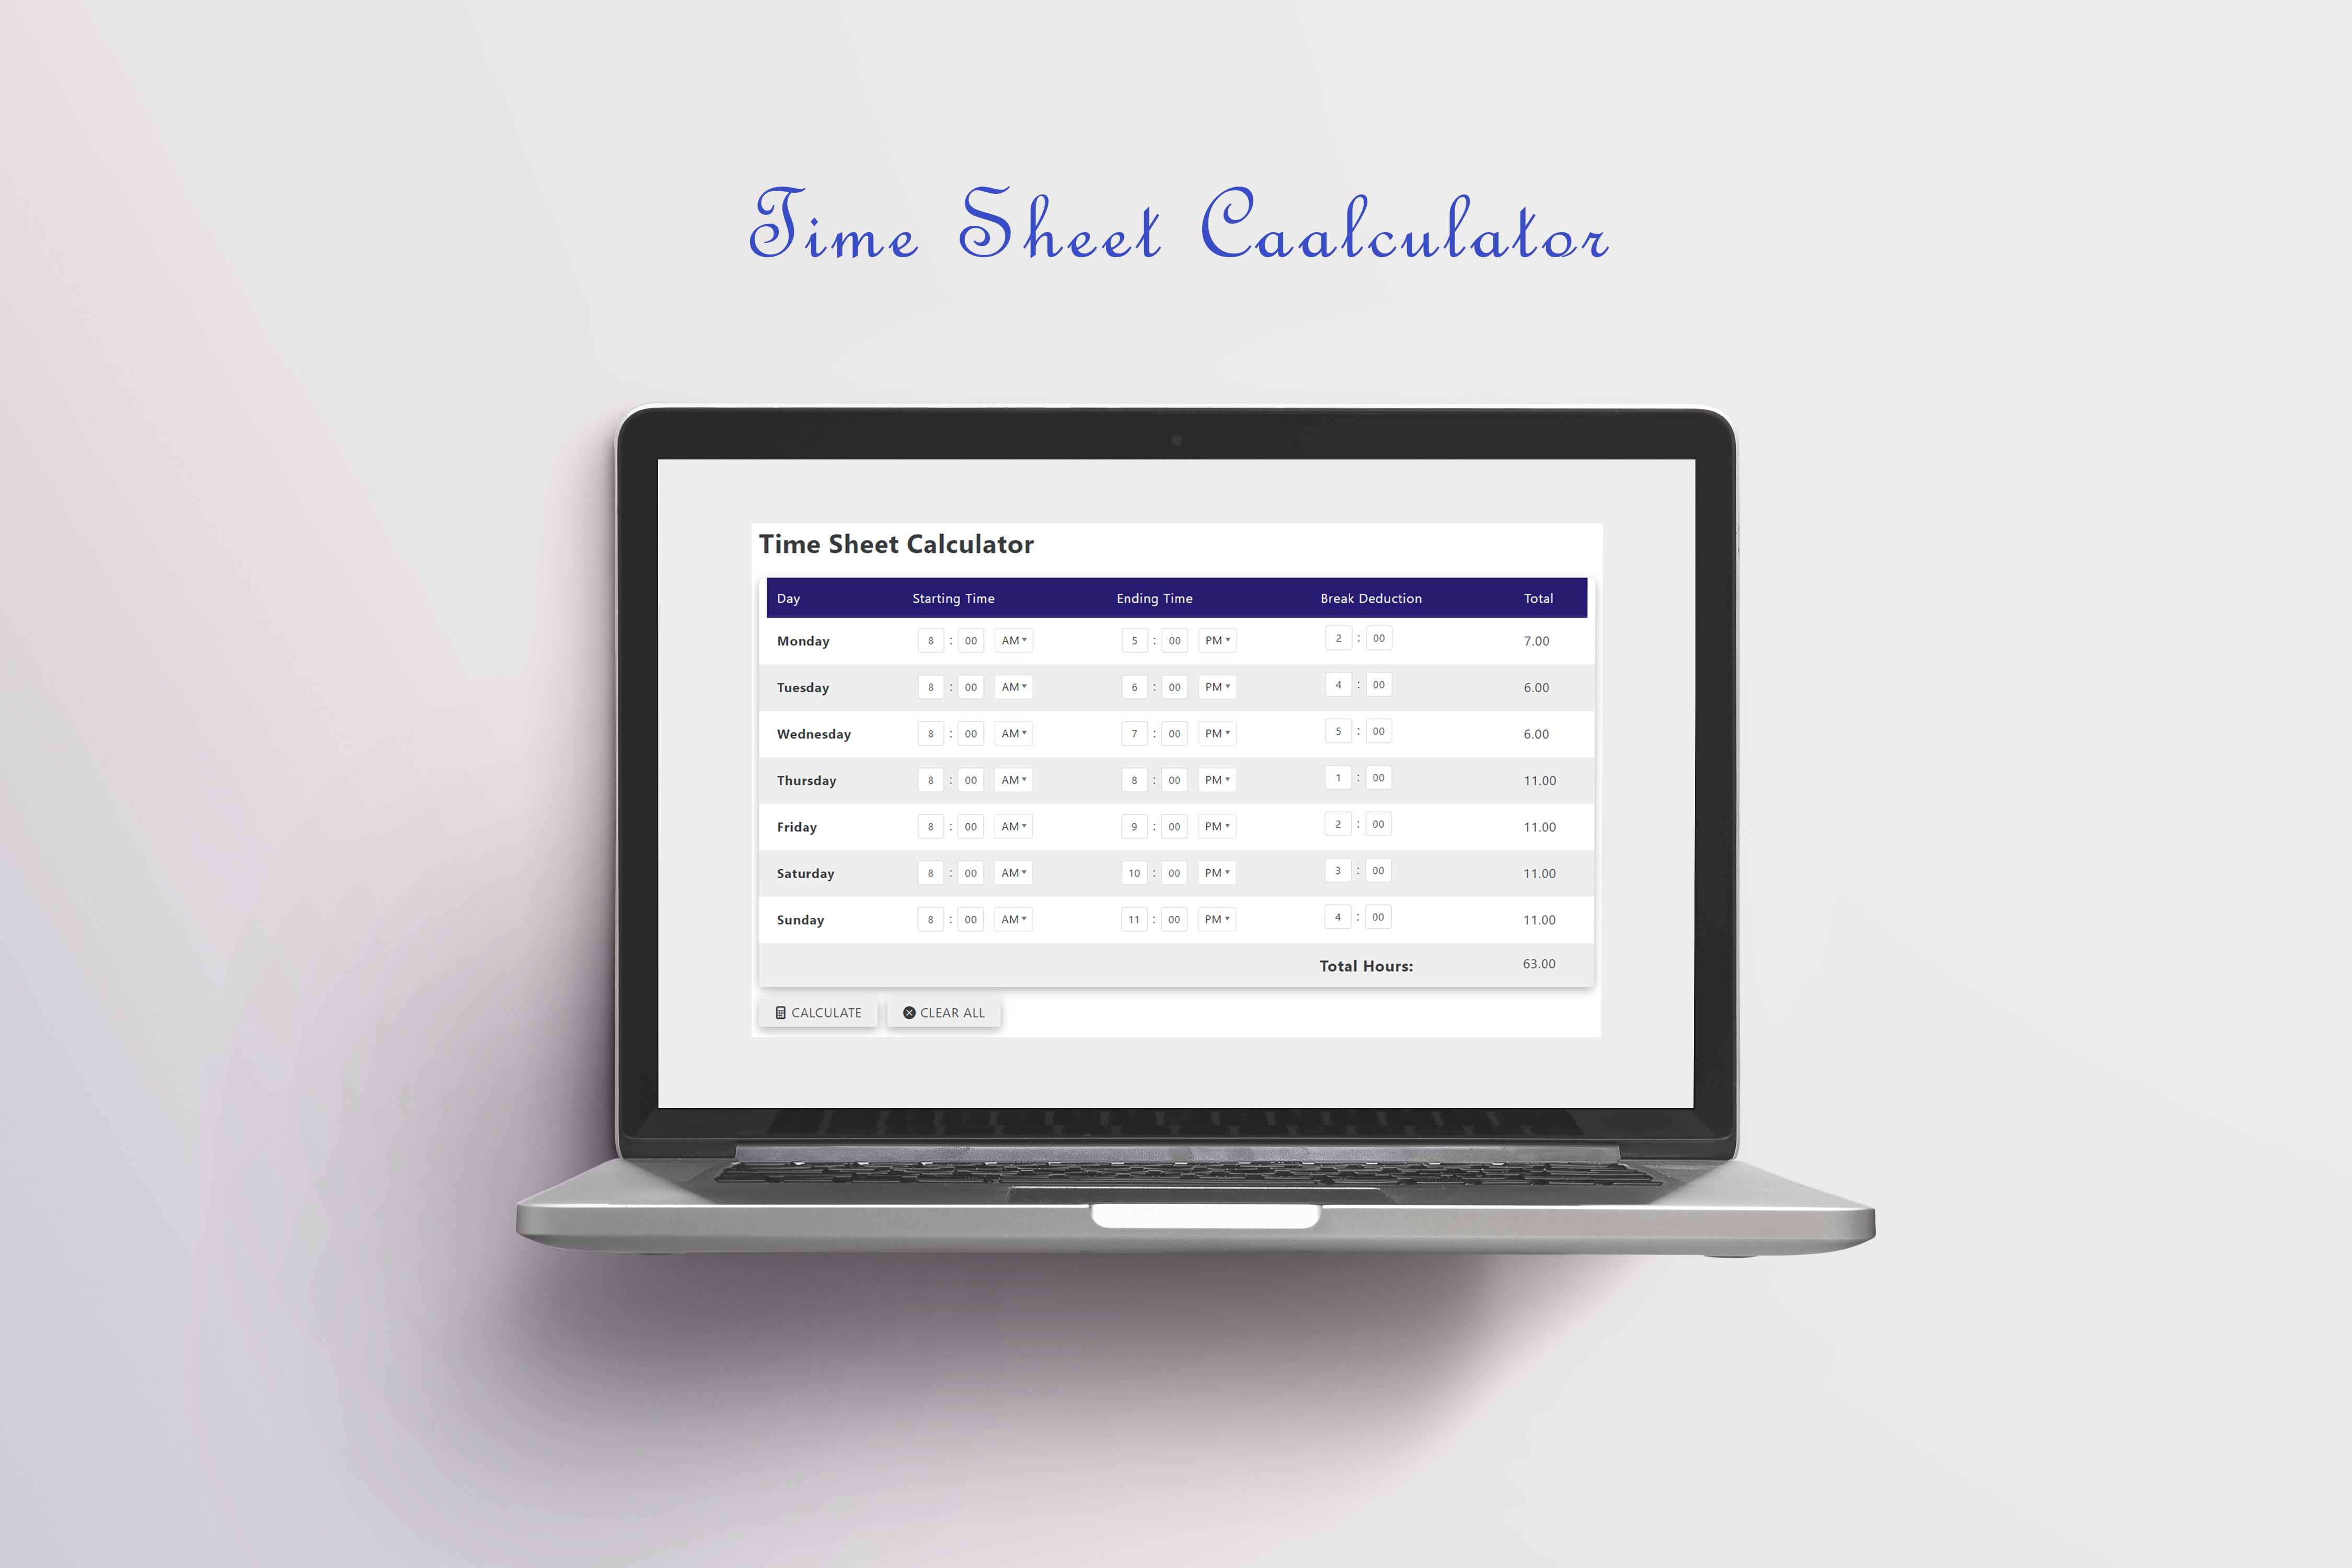 Time Sheet Caalculator
Time Sheet Calculator
Day Starting Time Ending Time Break Deduction Total
Monday 8 : 00 AM 5 : 00 PM 2 : 00 7.00
Tuesday 8 : 00 AM 6 : 00 PM 4 : 00 6.00
Wednesday 8 : 00 AM 7 : 00 PM 5 : 00 6.00
Thursday 8 : 00 AM 8 : 00 PM 1 : 00 11.00
Friday 8 : 00 AM 9 : 00 PM 2 : 00 11.00
Saturday 8 : 00 AM 10 : 00 PM 3 : 00 11.00
Sunday 8 : 00 AM 11 : 00 PM 4 : 00 11.00
Total Hours: 63.00
CALCULATE CLEAR ALL